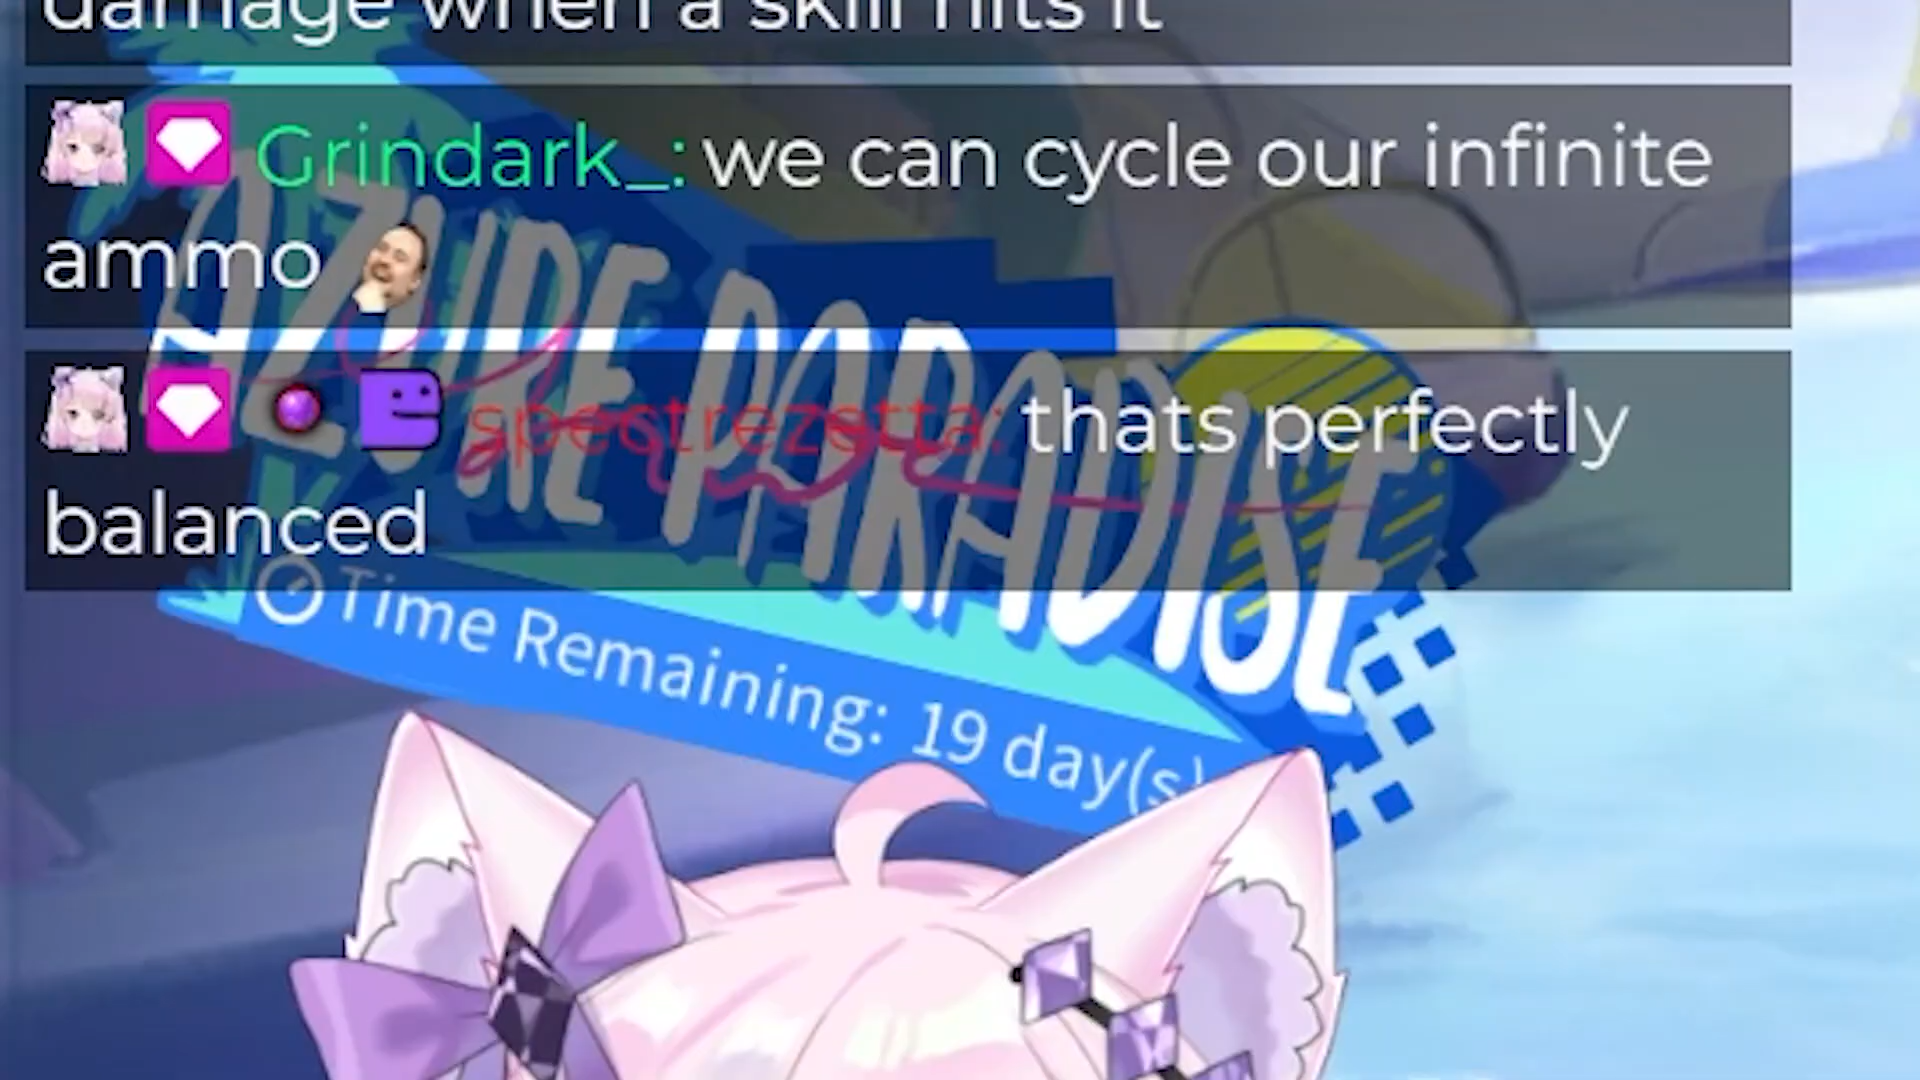 damage when a skill hits it
Grindark_: we can cycle our infinite
ammo
spectrezetta: thats perfectly
balanced
AZURE PARADISE
Time Remaining: 19 day(s)